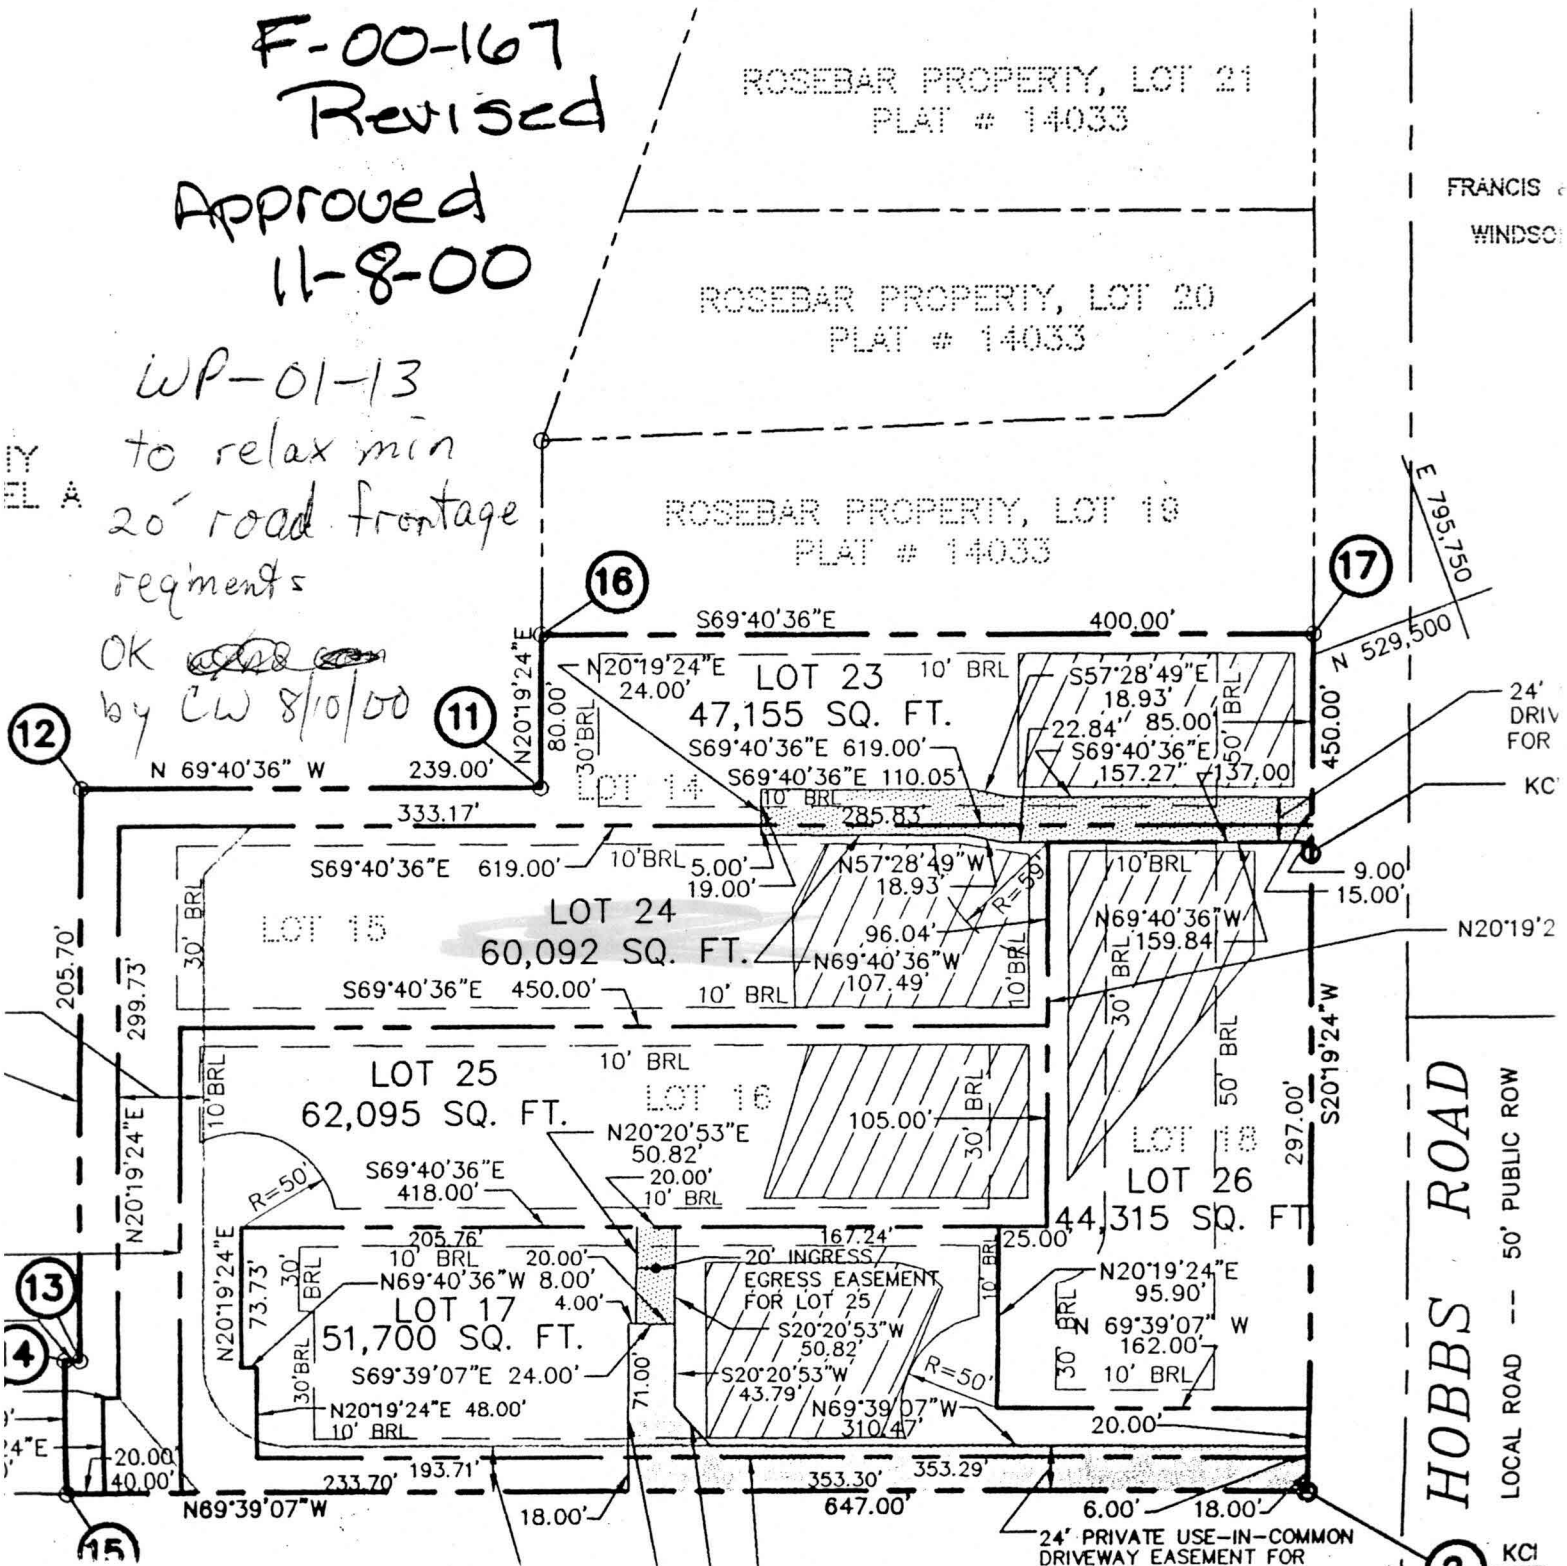 F-00-167
Revised
Approved
11-8-00
WP-01-13
to relax min
20' road frontage
reqments
OK
by CW 8/10/00
ROSEBAR PROPERTY, LOT 21
PLAT # 14033
FRANCIS
WINDSO
ROSEBAR PROPERTY, LOT 20
PLAT # 14033
EL A
ROSEBAR PROPERTY, LOT 19
PLAT # 14033
E 795,750
N 529,500
16
17
S69°40'36"E 400.00'
N20°19'24"E
80.00'
N20°19'24"E
24.00'
LOT 23
47,155 SQ. FT.
10' BRL
30' BRL
LOT 14
S57°28'49"E
18.93'
22.84' 85.00'
50' BRL
S69°40'36"E 619.00'
S69°40'36"E
157.27' 137.00
S69°40'36"E 110.05'
10' BRL
285.83'
450.00'
24'
DRIV
FOR
12
11
N 69°40'36" W 239.00'
333.17'
S69°40'36"E 619.00'
10'BRL
5.00'
19.00'
N57°28'49"W
18.93'
R=59'
10'BRL
9.00'
15.00'
30' BRL
LOT 15
LOT 24
60,092 SQ. FT.
96.04'
N69°40'36"W
107.49'
10'BRL
N69°40'36"W
159.84'
30' BRL
N20°19'2
S69°40'36"E 450.00'
10' BRL
205.70'
299.73'
N20°19'24"E
S20°19'24"W
297.00'
10' BRL
LOT 25
62,095 SQ. FT.
10' BRL
LOT 16
N20°20'53"E
50.82'
20.00'
10' BRL
105.00'
30' BRL
50' BRL
LOT 18
LOT 26
44,315 SQ. FT
S69°40'36"E
418.00'
R=50'
205.76'
10' BRL
20.00'
167.24'
25.00'
10' BRL
20' INGRESS
EGRESS EASEMENT
FOR LOT 25
N20°19'24"E
73.73'
30' BRL
N69°40'36"W 8.00'
4.00'
LOT 17
51,700 SQ. FT.
S20°20'53"W
50.82'
N20°19'24"E
95.90'
30' BRL
N 69°39'07" W
162.00'
10' BRL
30'BRL
S69°39'07"E 24.00'
71.00'
S20°20'53"W
43.79'
R=50'
N20°19'24"E 48.00'
10' BRL
N69°39'07"W
310.47'
20.00'
13
4
24"E
20.00'
40.00'
N69°39'07"W
233.70'
193.71'
18.00'
353.30'
353.29'
647.00'
6.00'
18.00'
15
24' PRIVATE USE-IN-COMMON
DRIVEWAY EASEMENT FOR
HOBBS ROAD
LOCAL ROAD -- 50' PUBLIC ROW
KCI